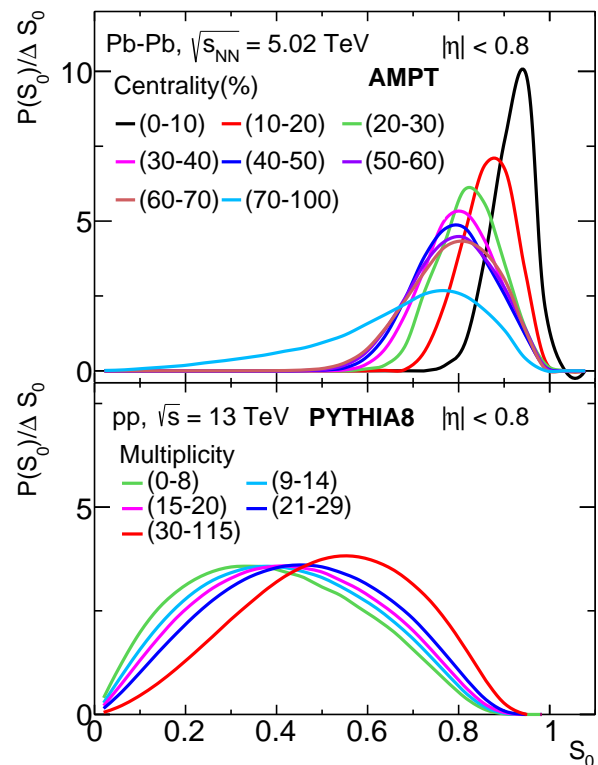 P(S₀)/Δ S₀
Pb-Pb, √s_NN = 5.02 TeV |η| < 0.8
AMPT
Centrality(%)
(0-10) (10-20) (20-30)
(30-40) (40-50) (50-60)
(60-70) (70-100)
10
5
0
P(S₀)/Δ S₀
pp, √s = 13 TeV PYTHIA8 |η| < 0.8
Multiplicity
(0-8) (9-14)
(15-20) (21-29)
(30-115)
5
0
0 0.2 0.4 0.6 0.8 1
S₀